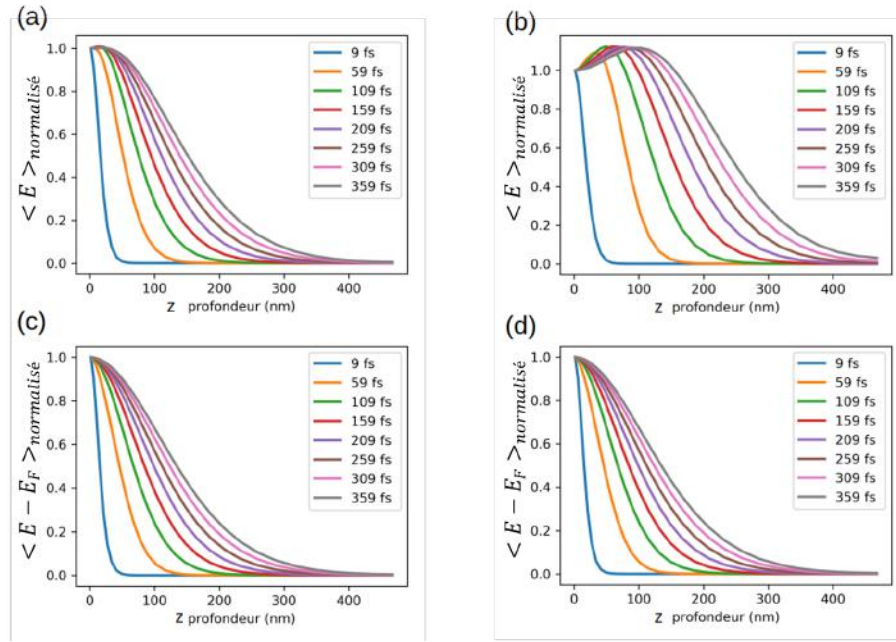 (a)
1.0
0.8
0.6
0.4
0.2
0.0
< E >normalisé
9 fs
59 fs
109 fs
159 fs
209 fs
259 fs
309 fs
359 fs
0 100 200 300 400
z profondeur (nm)
(b)
1.0
0.8
0.6
0.4
0.2
0.0
< E >normalisé
9 fs
59 fs
109 fs
159 fs
209 fs
259 fs
309 fs
359 fs
0 100 200 300 400
z profondeur (nm)
(c)
1.0
0.8
0.6
0.4
0.2
0.0
< E − EF >normalisé
9 fs
59 fs
109 fs
159 fs
209 fs
259 fs
309 fs
359 fs
0 100 200 300 400
z profondeur (nm)
(d)
1.0
0.8
0.6
0.4
0.2
0.0
< E − EF >normalisé
9 fs
59 fs
109 fs
159 fs
209 fs
259 fs
309 fs
359 fs
0 100 200 300 400
z profondeur (nm)